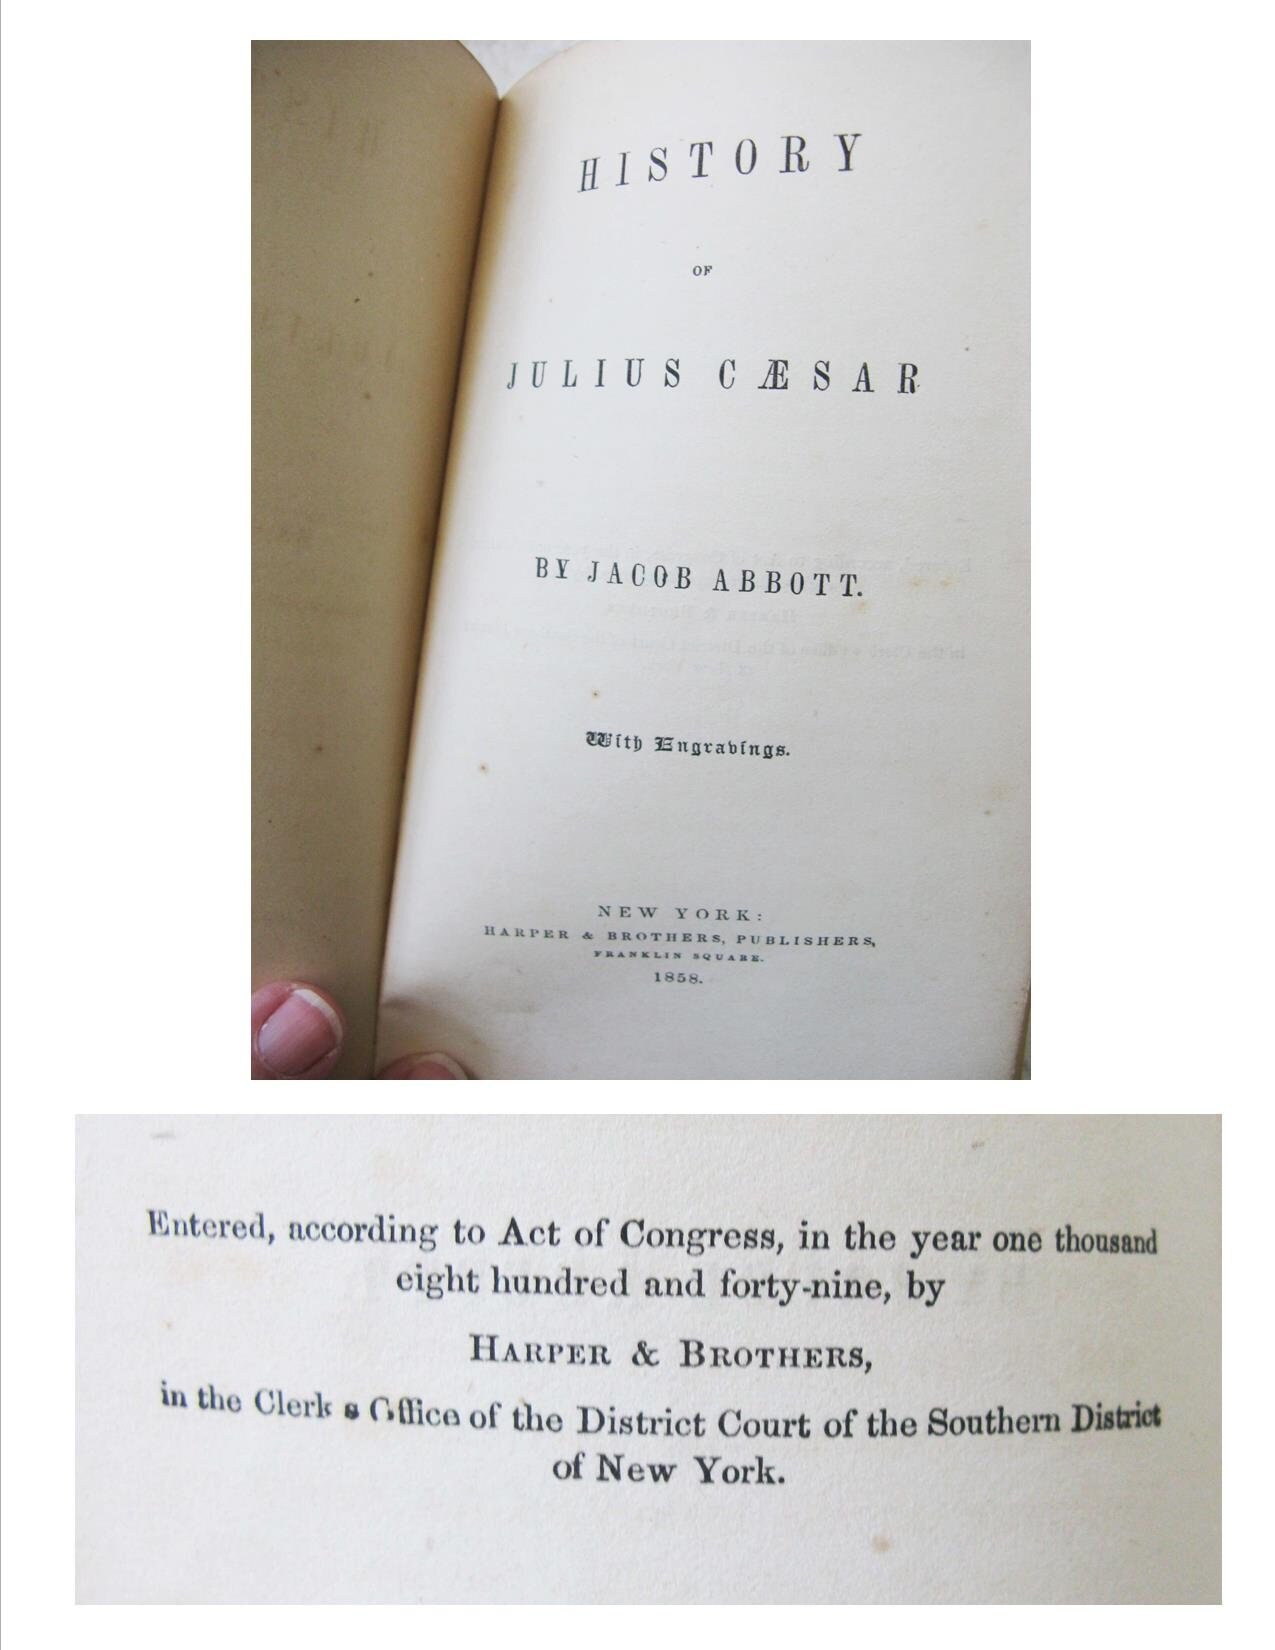 HISTORY
OF
JULIUS CÆSAR
BY JACOB ABBOTT.
With Engravings.
NEW YORK:
HARPER & BROTHERS, PUBLISHERS,
FRANKLIN SQUARE.
1858.
Entered, according to Act of Congress, in the year one thousand
eight hundred and forty-nine, by
HARPER & BROTHERS,
in the Clerk s Office of the District Court of the Southern District
of New York.